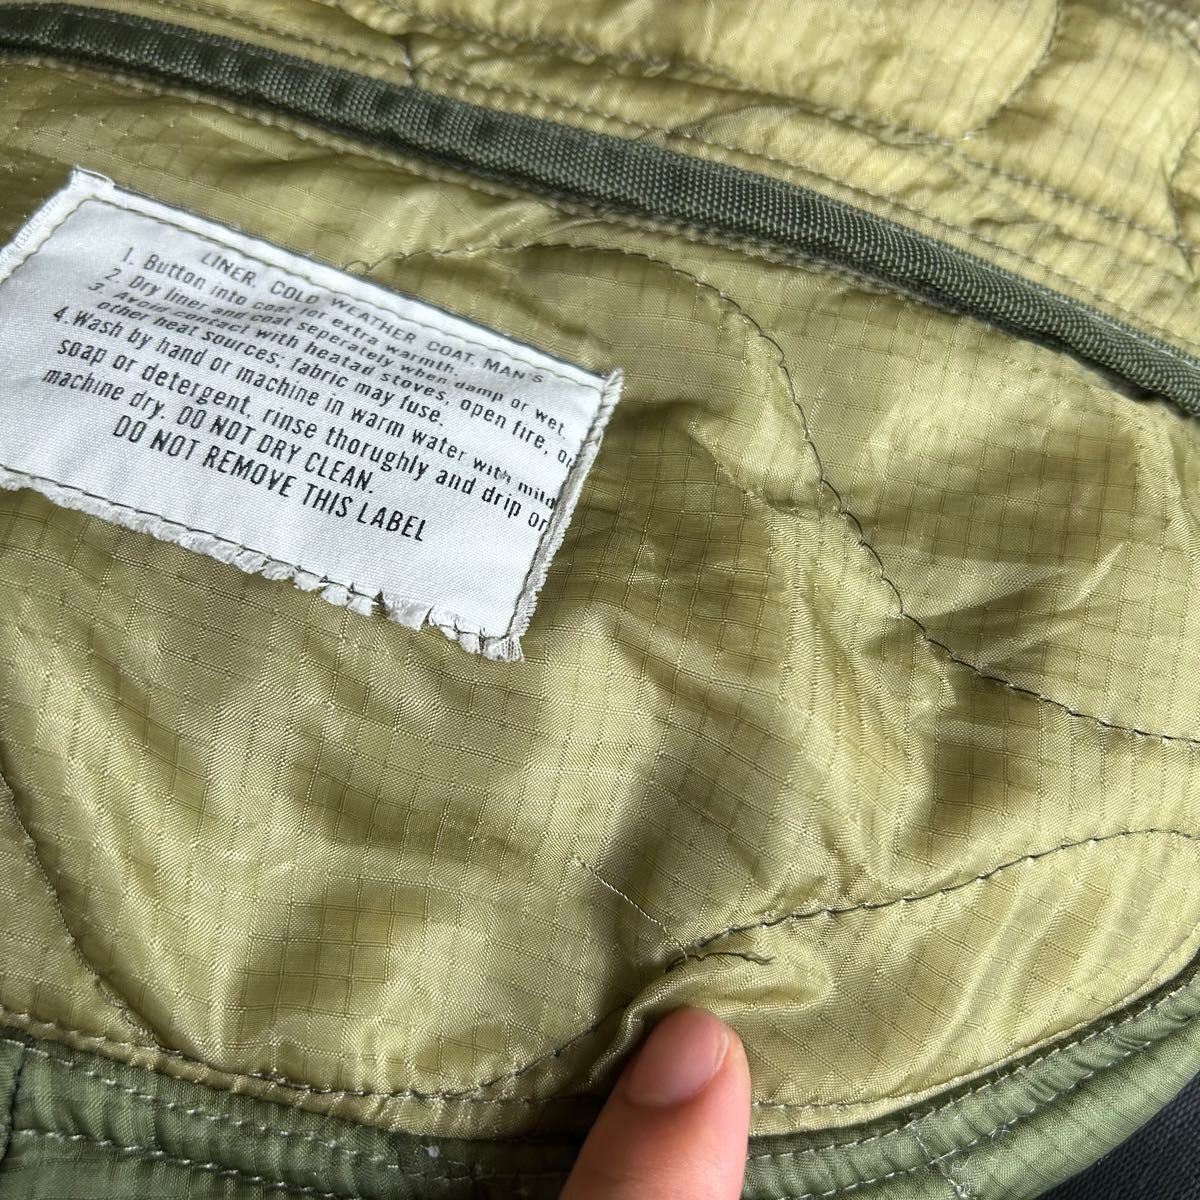 LINER, COLD WEATHER COAT, MAN'S
1. Button into coat for extra warmth.
2. Dry liner and coat seperately when damp or wet.
3. Avoid contact with heatad stoves, open fire, or
other heat sources; fabric may fuse.
4. Wash by hand or machine in warm water with mild
soap or detergent, rinse thoroughly and drip or
machine dry. DO NOT DRY CLEAN.
DO NOT REMOVE THIS LABEL